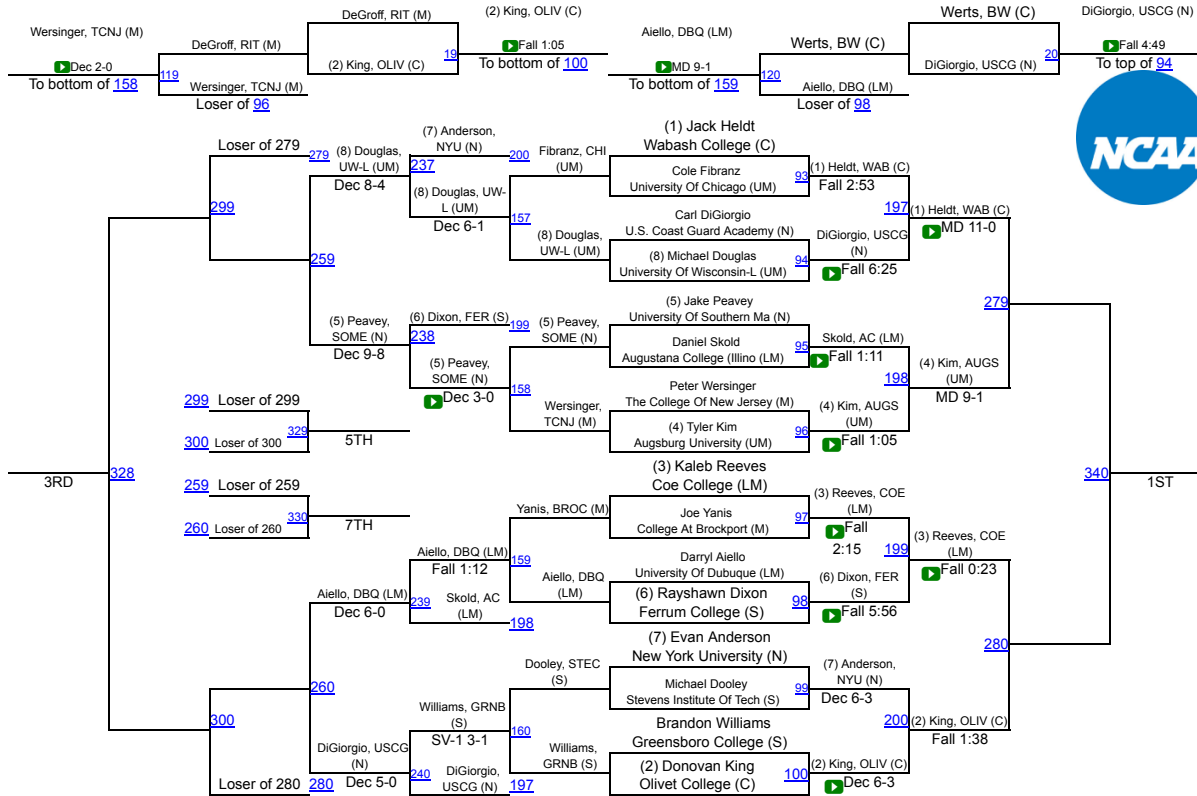 Wersinger, TCNJ (M)
Dec 2-0
To bottom of 158
DeGroff, RIT (M)
119
Wersinger, TCNJ (M)
Loser of 96
DeGroff, RIT (M)
(2) King, OLIV (C)
19
(2) King, OLIV (C)
Fall 1:05
To bottom of 100
Aiello, DBQ (LM)
MD 9-1
To bottom of 159
Werts, BW (C)
120
Aiello, DBQ (LM)
Loser of 98
Werts, BW (C)
DiGiorgio, USCG (N)
20
DiGiorgio, USCG (N)
Fall 4:49
To top of 94
NCAA
Loser of 279
279
299
(8) Douglas,
UW-L (UM)
Dec 8-4
259
(7) Anderson,
NYU (N)
200
237
(8) Douglas, UW-
L (UM)
Dec 6-1
Fibranz, CHI
(UM)
157
(8) Douglas,
UW-L (UM)
(1) Jack Heldt
Wabash College (C)
Cole Fibranz
University Of Chicago (UM)
93
(1) Heldt, WAB (C)
Fall 2:53
Carl DiGiorgio
U.S. Coast Guard Academy (N)
(8) Michael Douglas
University Of Wisconsin-L (UM)
94
DiGiorgio, USCG
(N)
Fall 6:25
197
(1) Heldt, WAB (C)
MD 11-0
279
(5) Peavey,
SOME (N)
Dec 9-8
(6) Dixon, FER (S)
199
238
(5) Peavey,
SOME (N)
Dec 3-0
(5) Peavey,
SOME (N)
158
Wersinger,
TCNJ (M)
(5) Jake Peavey
University Of Southern Ma (N)
Daniel Skold
Augustana College (Illino (LM)
95
Skold, AC (LM)
Fall 1:11
Peter Wersinger
The College Of New Jersey (M)
(4) Tyler Kim
Augsburg University (UM)
96
(4) Kim, AUGS
(UM)
Fall 1:05
198
(4) Kim, AUGS
(UM)
MD 9-1
299
Loser of 299
329
5TH
300
Loser of 300
3RD
328
259
Loser of 259
330
7TH
260
Loser of 260
340
1ST
Yanis, BROC (M)
159
Aiello, DBQ (LM)
Fall 1:12
Aiello, DBQ
(LM)
(3) Kaleb Reeves
Coe College (LM)
Joe Yanis
College At Brockport (M)
97
(3) Reeves, COE
(LM)
Fall
2:15
Darryl Aiello
University Of Dubuque (LM)
(6) Rayshawn Dixon
Ferrum College (S)
98
(6) Dixon, FER
(S)
Fall 5:56
199
(3) Reeves, COE
(LM)
Fall 0:23
280
Aiello, DBQ (LM)
Dec 6-0
239
Skold, AC
(LM)
198
260
300
Loser of 280
280
DiGiorgio, USCG
(N)
Dec 5-0
Williams, GRNB
(S)
SV-1 3-1
240
DiGiorgio,
USCG (N)
197
Dooley, STEC
(S)
160
Williams,
GRNB (S)
(7) Evan Anderson
New York University (N)
Michael Dooley
Stevens Institute Of Tech (S)
99
(7) Anderson,
NYU (N)
Dec 6-3
Brandon Williams
Greensboro College (S)
(2) Donovan King
Olivet College (C)
100
(2) King, OLIV (C)
Dec 6-3
200
(2) King, OLIV (C)
Fall 1:38